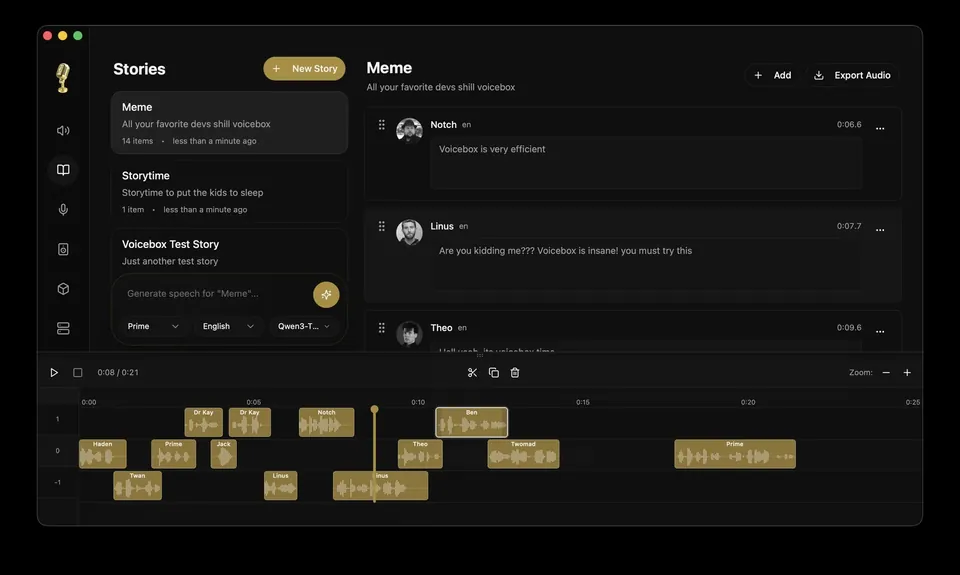 Stories
+ New Story
Meme
All your favorite devs shill voicebox
14 items • less than a minute ago
Storytime
Storytime to put the kids to sleep
1 item • less than a minute ago
Voicebox Test Story
Just another test story
Generate speech for "Meme"...
Prime
English
Qwen3-T...
Meme
All your favorite devs shill voicebox
+ Add
Export Audio
Notch en
0:06.6
Voicebox is very efficient
Linus en
0:07.7
Are you kidding me??? Voicebox is insane! you must try this
Theo en
0:09.6
0:08 / 0:21
Zoom:
0:00 0:05 0:10 0:15 0:20 0:25
1
Dr Kay Dr Kay Notch Ben
0
Haden Prime Jack Theo Twomad Prime
-1
Twan Linus inus